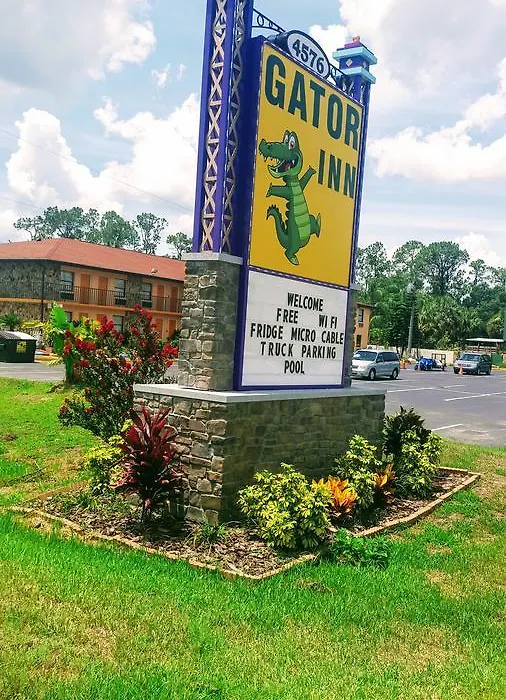 4576
GATOR
INN
WELCOME
FREE WI FI
FRIDGE MICRO CABLE
TRUCK PARKING
POOL